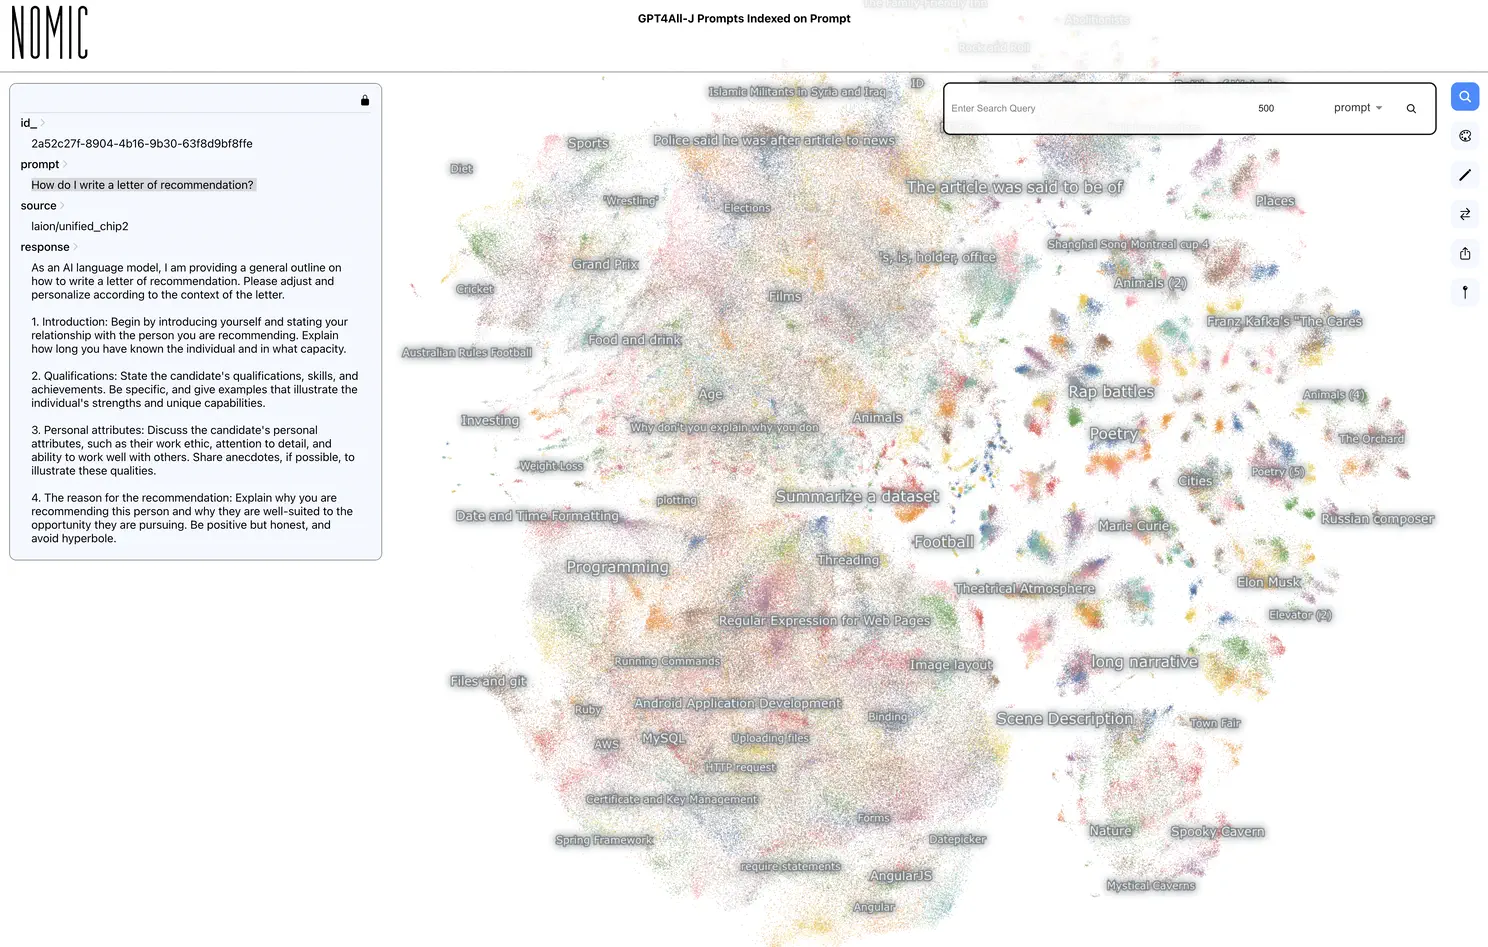 NOMIC
GPT4All-J Prompts Indexed on Prompt
id_
2a52c27f-8904-4b16-9b30-63f8d9bf8ffe
prompt
How do I write a letter of recommendation?
source
laion/unified_chip2
response
As an AI language model, I am providing a general outline on
how to write a letter of recommendation. Please adjust and
personalize according to the context of the letter.
1. Introduction: Begin by introducing yourself and stating your
relationship with the person you are recommending. Explain
how long you have known the individual and in what capacity.
2. Qualifications: State the candidate's qualifications, skills, and
achievements. Be specific, and give examples that illustrate the
individual's strengths and unique capabilities.
3. Personal attributes: Discuss the candidate's personal
attributes, such as their work ethic, attention to detail, and
ability to work well with others. Share anecdotes, if possible, to
illustrate these qualities.
4. The reason for the recommendation: Explain why you are
recommending this person and why they are well-suited to the
opportunity they are pursuing. Be positive but honest, and
avoid hyperbole.
Enter Search Query
500
prompt
The Family-Friendly
Abolitionists
Rock and Roll
ID
Islamic Militants in Syria and Iraq
Sports
Police said he was after article to news
Diet
The article was said to be of
'Wrestling'
Elections
Places
Shanghai Song Montreal cup 4
's, is, holder, office
Grand Prix
Animals (2)
Cricket
Films
Franz Kafka's "The Cares
Food and drink
Australian Rules Football
Age
Rap battles
Animals (4)
Investing
Animals
Why don't you explain why you don
Poetry
The Orchard
Weight Loss
Poetry (5)
Cities
plotting
Summarize a dataset
Date and Time Formatting
Marie Curie
Russian composer
Football
Programming
Threading
Theatrical Atmosphere
Elon Musk
Regular Expression for Web Pages
Elevator (2)
Running Commands
Image layout
long narrative
Files and git
Ruby
Android Application Development
Binding
Scene Description
Town Fair
AWS
MySQL
Uploading files
HTTP request
Certificate and Key Management
Forms
Spring Framework
Datepicker
Nature
Spooky Cavern
require statements
AngularJS
Mystical Caverns
Angular